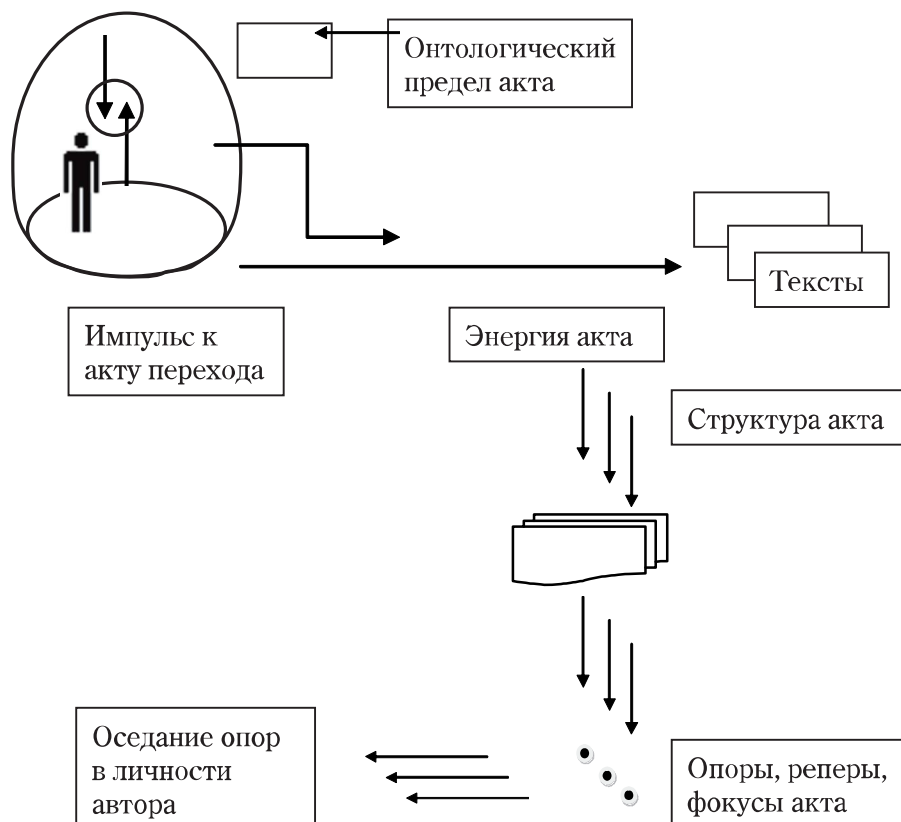 Онтологический
предел акта
Тексты
Импульс к
акту перехода
Энергия акта
Структура акта
Оседание опор
в личности
автора
Опоры, реперы,
фокусы акта